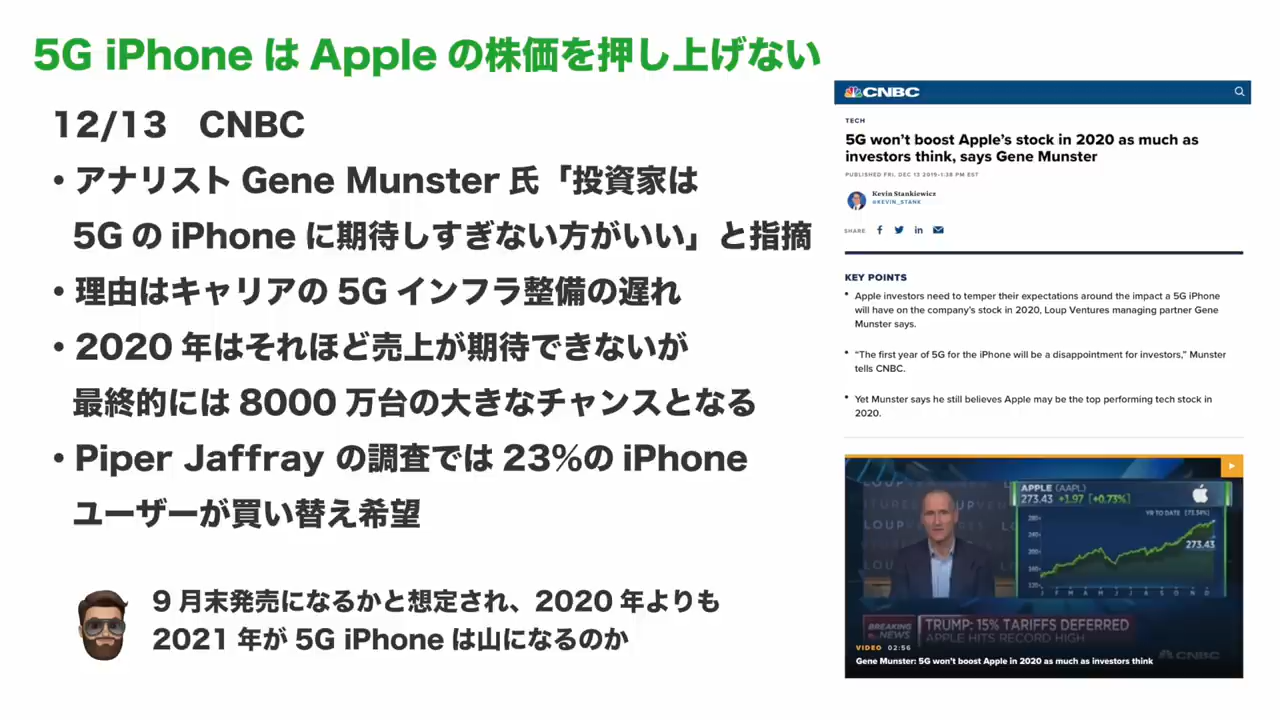 5G iPhone は Apple の株価を押し上げない
12/13 CNBC
• アナリスト Gene Munster 氏「投資家は
5G の iPhone に期待しすぎない方がいい」と指摘
• 理由はキャリアの 5G インフラ整備の遅れ
• 2020 年はそれほど売上が期待できないが
最終的には 8000 万台の大きなチャンスとなる
• Piper Jaffray の調査では 23%の iPhone
ユーザーが買い替え希望
9 月末発売になるかと想定され、2020 年よりも
2021 年が 5G iPhone は山になるのか
CNBC
TECH
5G won't boost Apple's stock in 2020 as much as
investors think, says Gene Munster
PUBLISHED FRI, DEC 13 2019•1:38 PM EST
Kevin Stankiewicz
@KEVIN_STANK
SHARE
KEY POINTS
• Apple investors need to temper their expectations around the impact a 5G iPhone
will have on the company's stock in 2020, Loup Ventures managing partner Gene
Munster says.
• “The first year of 5G for the iPhone will be a disappointment for investors,” Munster
tells CNBC.
• Yet Munster says he still believes Apple may be the top performing tech stock in
2020.
APPLE (AAPL)
273.43 +1.97 [+0.73%]
YR TO DATE [73.34%]
280
240
200
160
120
273.43
J F M A M J J A S O N D
LOUP
BREAKING
NEWS
TRUMP: 15% TARIFFS DEFERRED
APPLE HITS RECORD HIGH
VIDEO 02:56
CNBC
Gene Munster: 5G won't boost Apple in 2020 as much as investors think